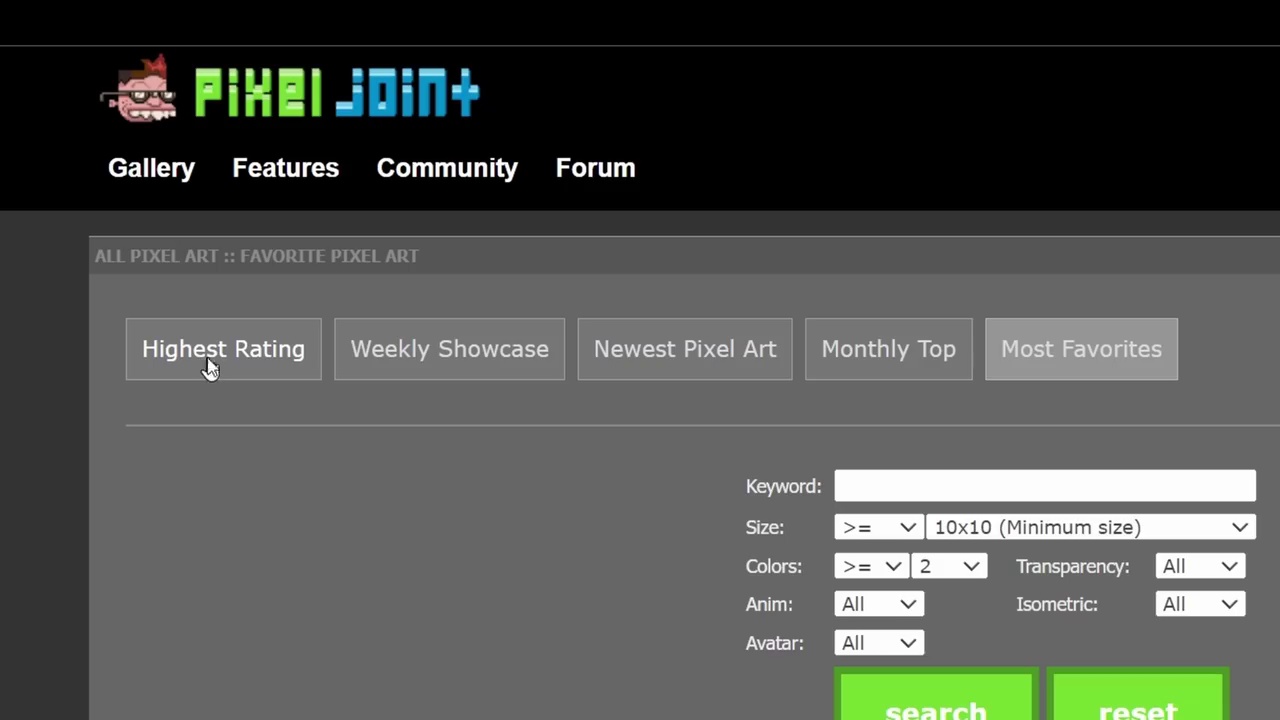 PiXEl JOiNt
Gallery Features Community Forum
ALL PIXEL ART :: FAVORITE PIXEL ART
Highest Rating Weekly Showcase Newest Pixel Art Monthly Top Most Favorites
Keyword:
Size: >= 10x10 (Minimum size)
Colors: >= 2 Transparency: All
Anim: All Isometric: All
Avatar: All
search reset